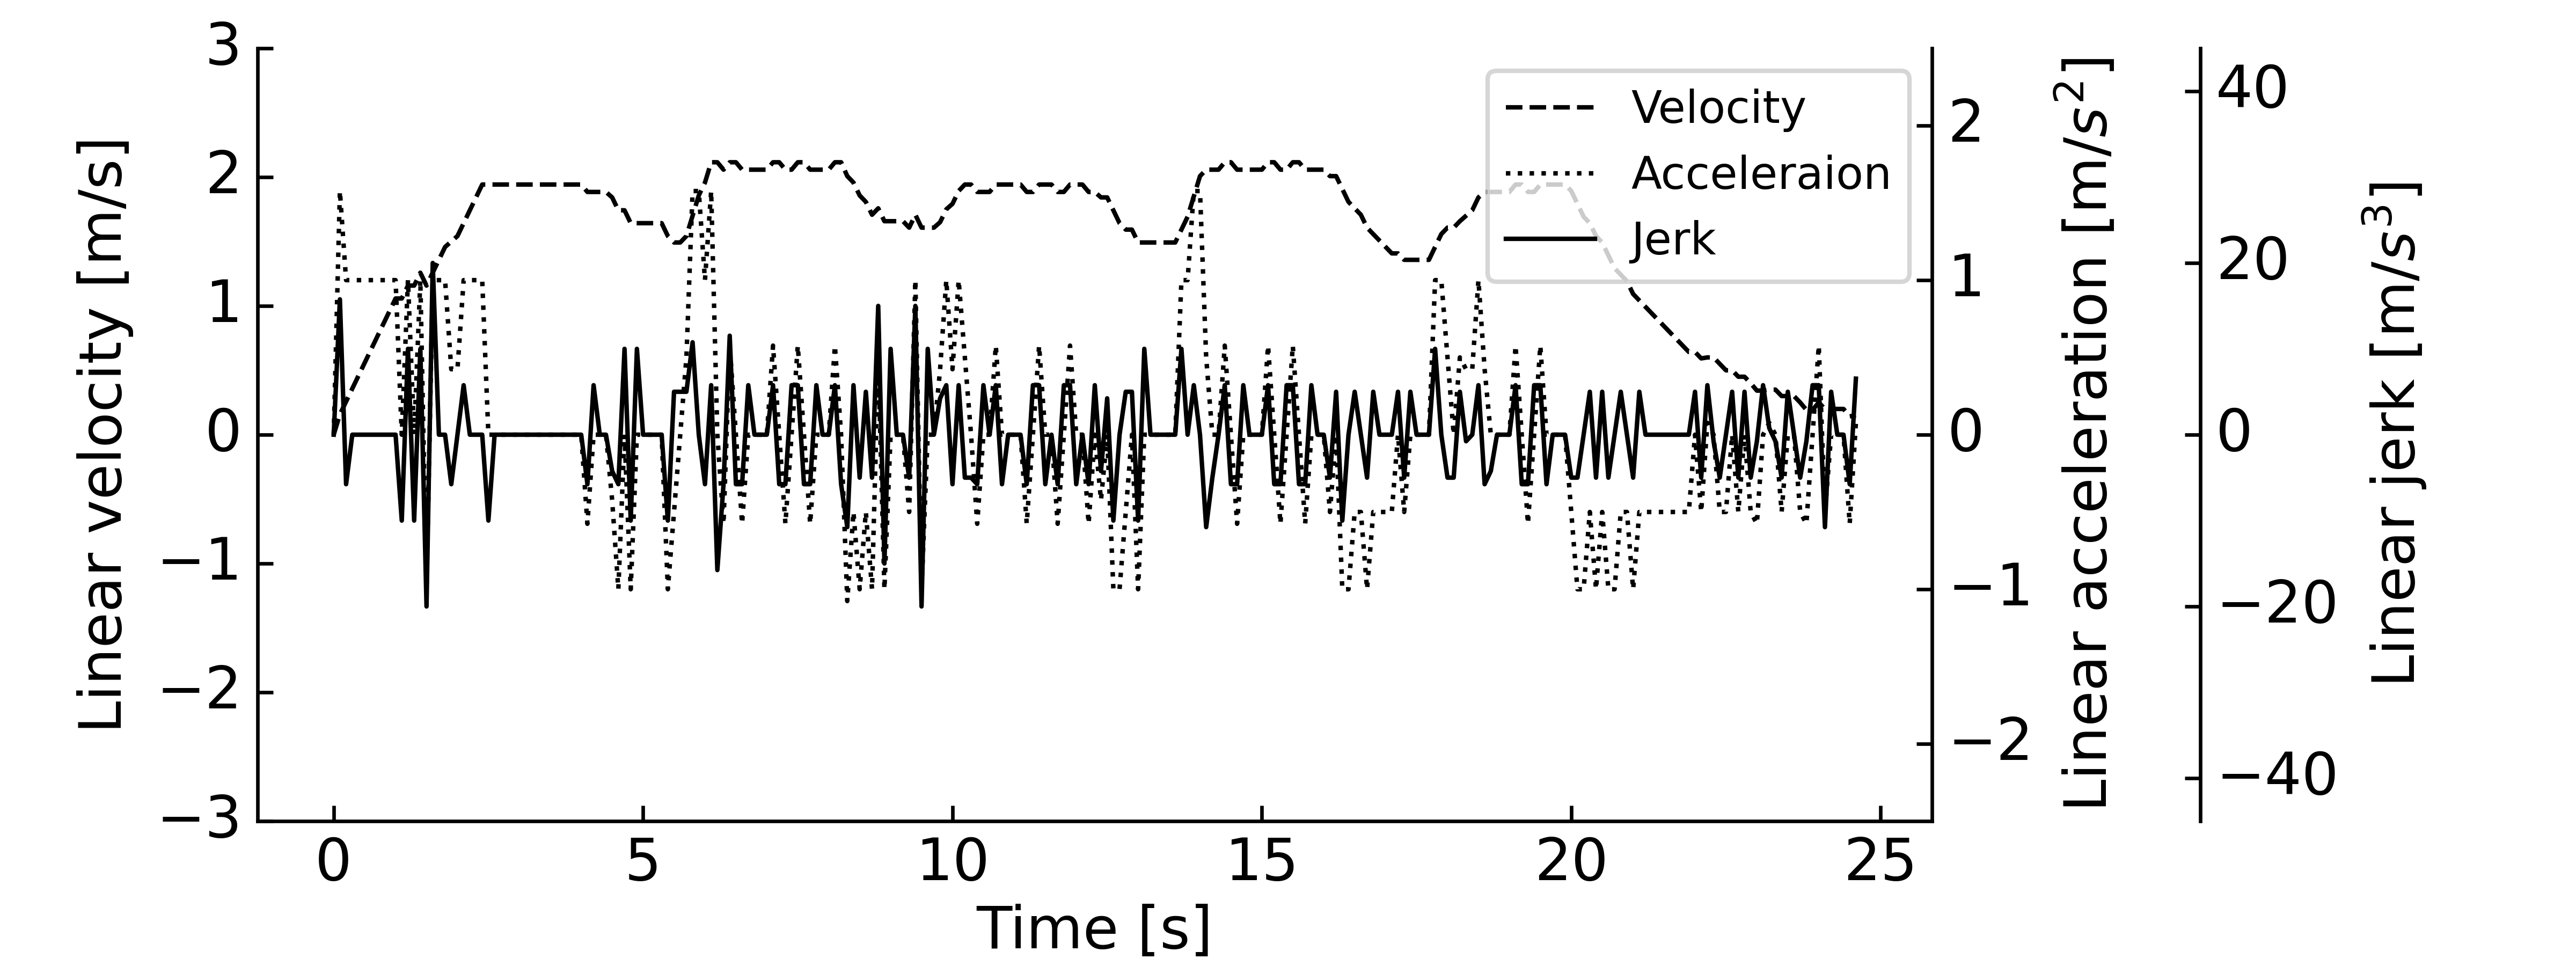 Linear velocity [m/s]
3
2
1
0
−1
−2
−3
0 5 10 15 20 25
Time [s]
Velocity
Acceleraion
Jerk
2
1
0
−1
−2
Linear acceleration [m/s²]
40
20
0
−20
−40
Linear jerk [m/s³]